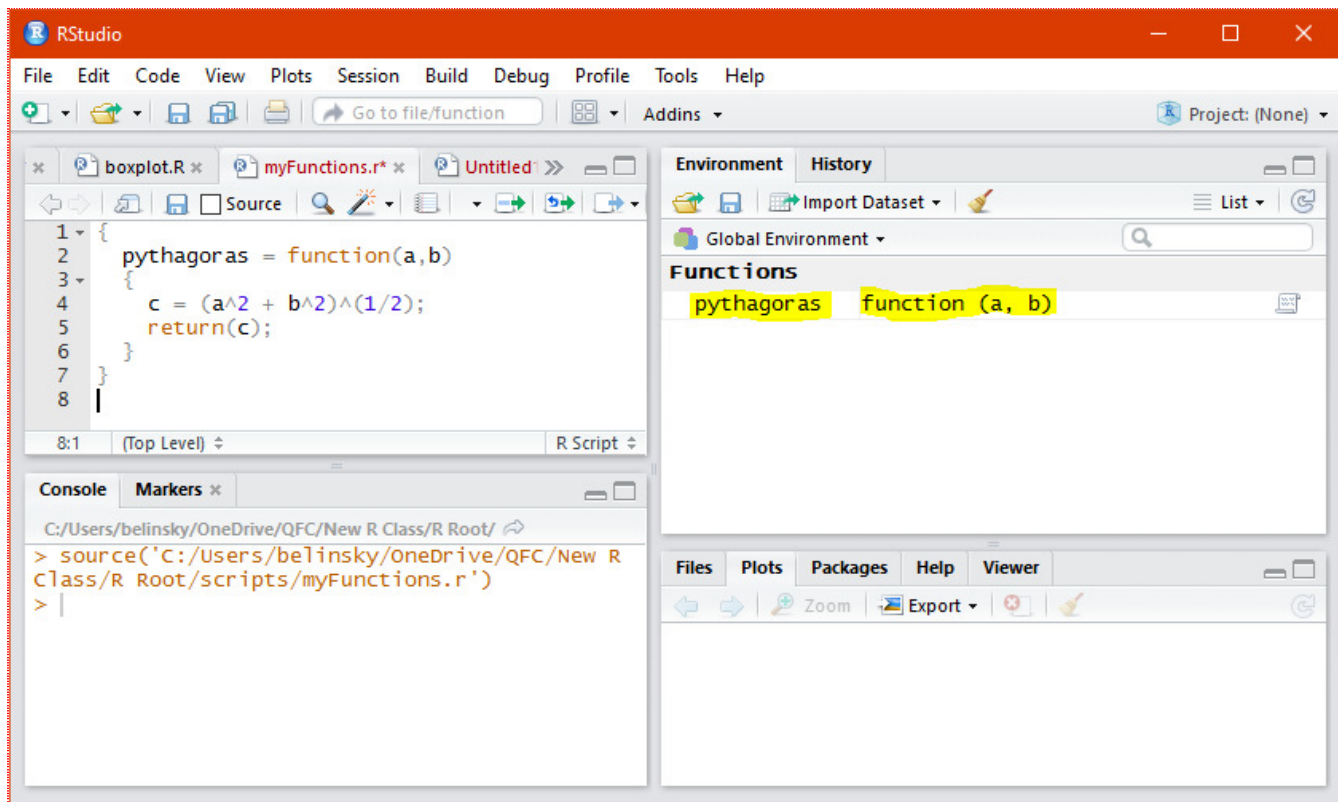 RStudio
File Edit Code View Plots Session Build Debug Profile Tools Help
Go to file/function Addins Project: (None)
boxplot.R myFunctions.r* Untitled1
Source
1 {
2 pythagoras = function(a,b)
3 {
4 c = (a^2 + b^2)^(1/2);
5 return(c);
6 }
7 }
8
8:1 (Top Level) R Script
Console Markers
C:/Users/belinsky/OneDrive/QFC/New R Class/R Root/
> source('C:/Users/belinsky/OneDrive/QFC/New R
Class/R Root/scripts/myFunctions.r')
>
Environment History
Import Dataset List
Global Environment
Functions
pythagoras function (a, b)
Files Plots Packages Help Viewer
Zoom Export